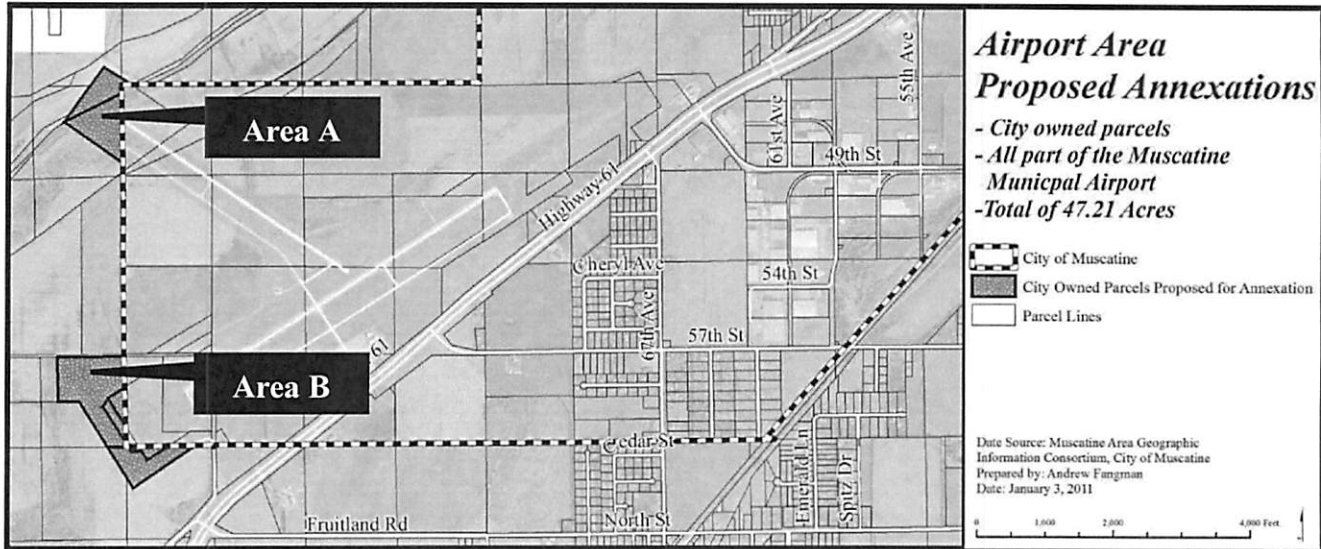 Airport Area
Proposed Annexations
- City owned parcels
- All part of the Muscatine
Municpal Airport
-Total of 47.21 Acres
City of Muscatine
City Owned Parcels Proposed for Annexation
Parcel Lines
Date Source: Muscatine Area Geographic
Information Consortium, City of Muscatine
Prepared by: Andrew Fangman
Date: January 3, 2011
0 1,000 2,000 4,000 Feet
Area A
Area B
Highway 61
61
55th Ave
61st Ave
49th St
Cheryl Ave
54th St
67th Ave
57th St
Cedar St
Emerald Ln
Spitz Dr
Fruitland Rd
North St